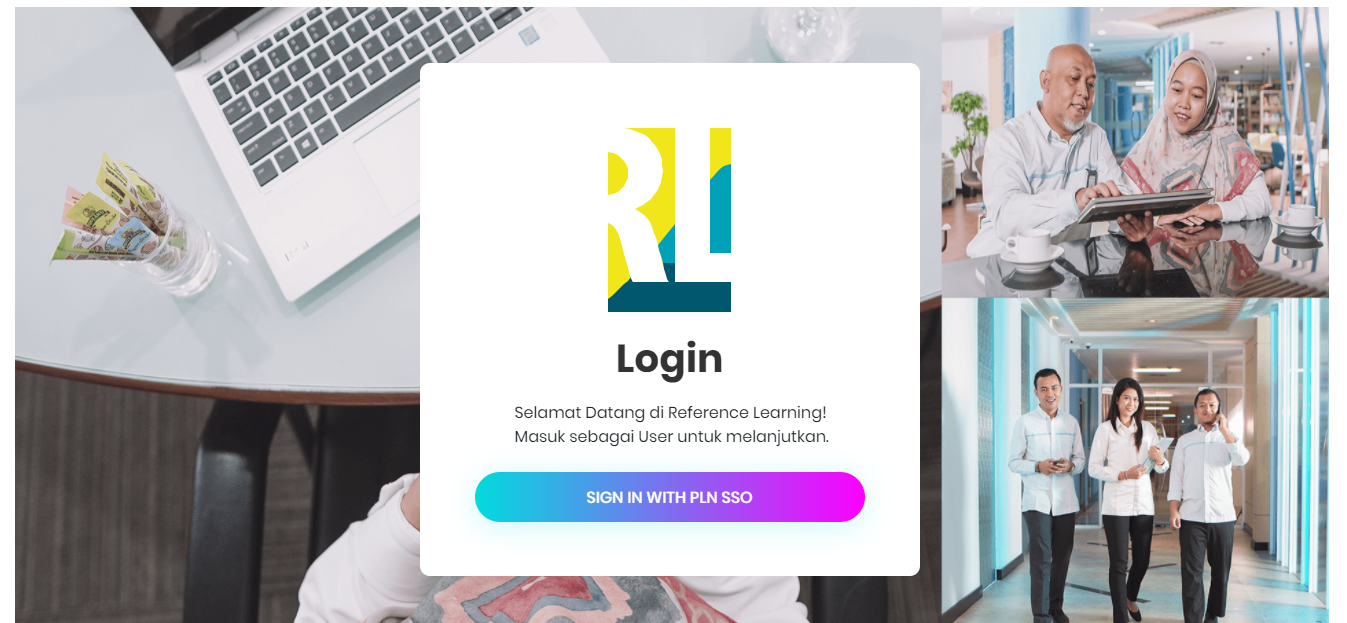 RL
Login
Selamat Datang di Reference Learning!
Masuk sebagai User untuk melanjutkan.
SIGN IN WITH PLN SSO